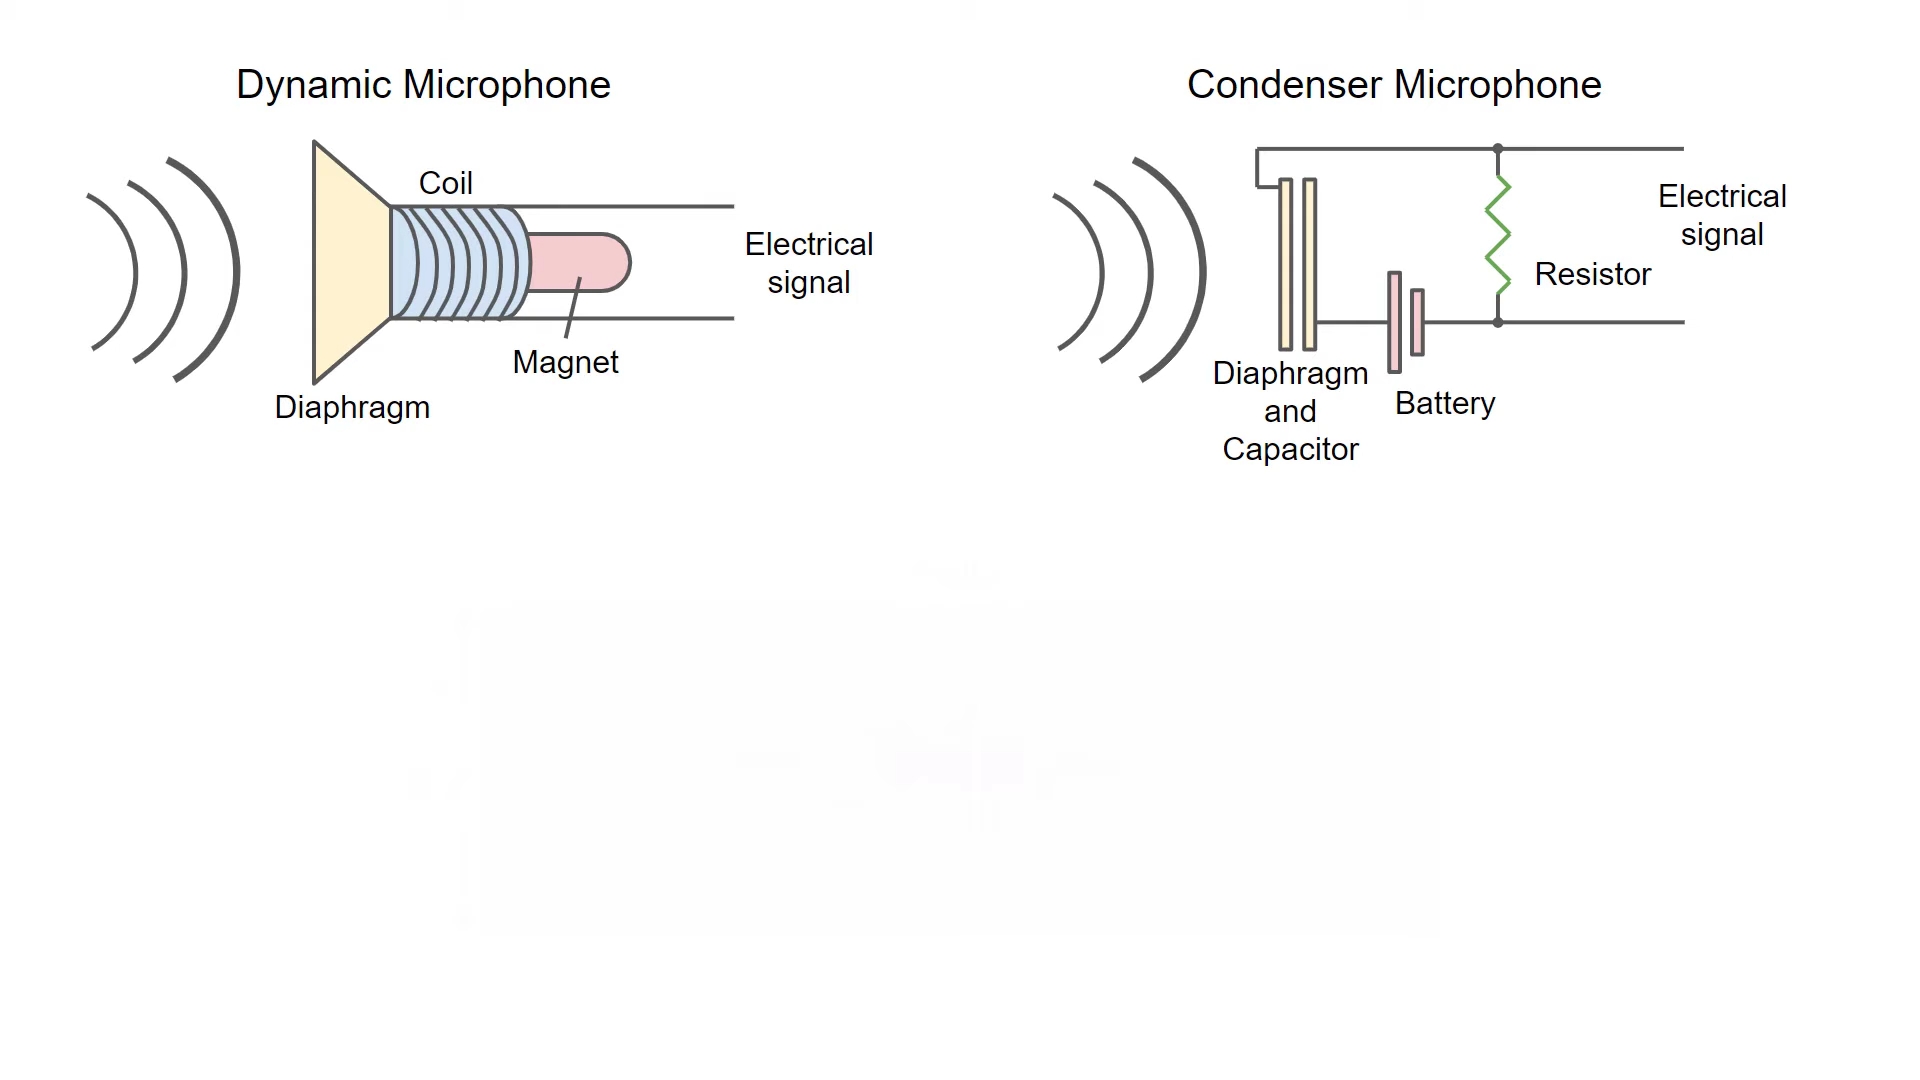 Dynamic Microphone
Coil
Electrical
signal
Magnet
Diaphragm
Condenser Microphone
Electrical
signal
Resistor
Diaphragm
and
Capacitor
Battery